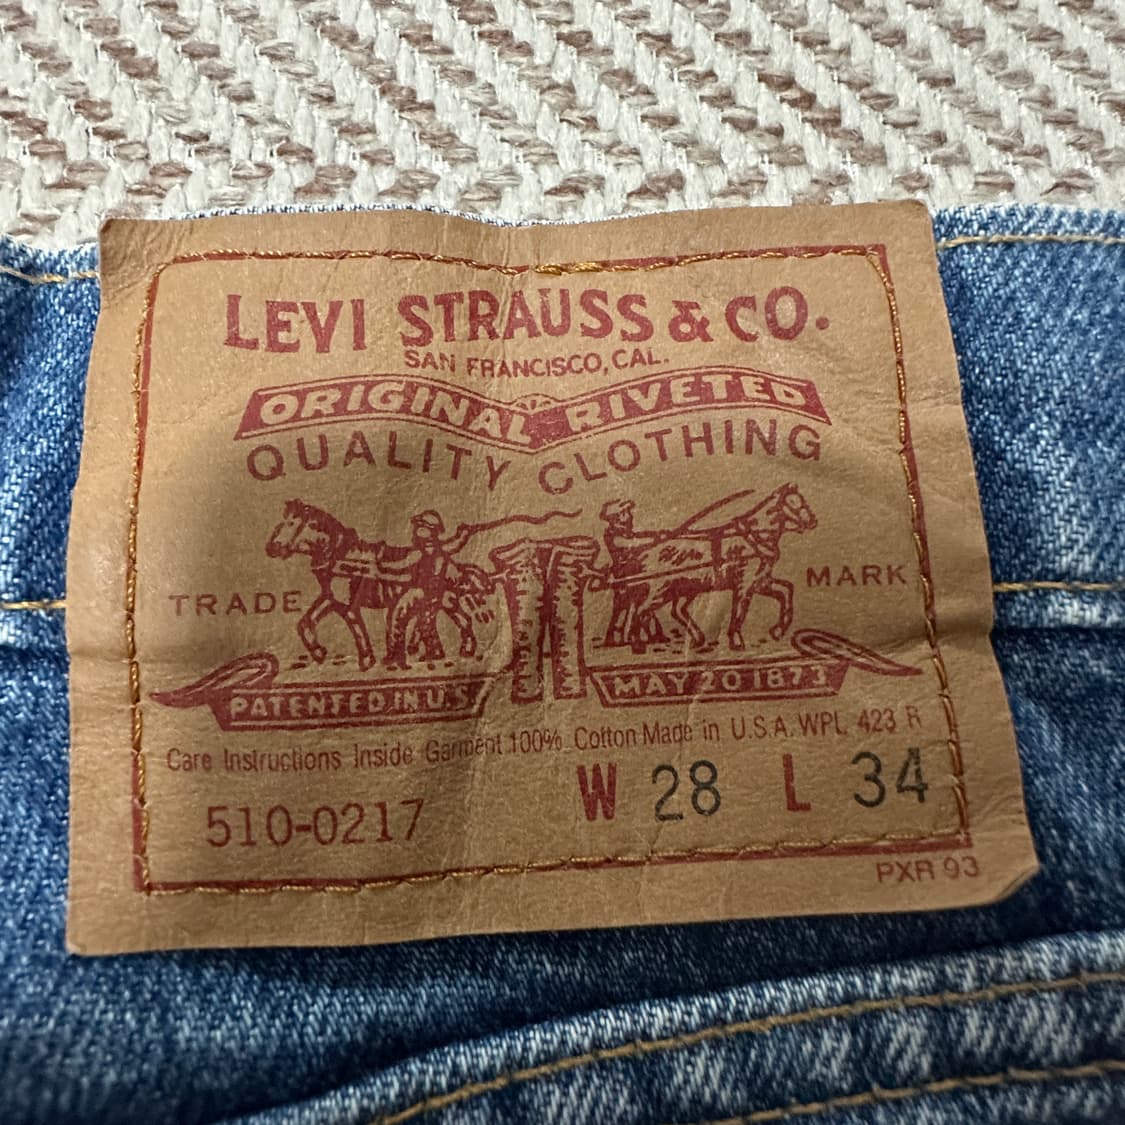 LEVI STRAUSS & CO.
SAN FRANCISCO, CAL.
ORIGINAL RIVETED
QUALITY CLOTHING
TRADE MARK
PATENTED IN U.S. MAY 20 1873
Care Instructions Inside Garment 100% Cotton Made in U.S.A. WPL 423 R
510-0217 W 28 L 34
PXR 93